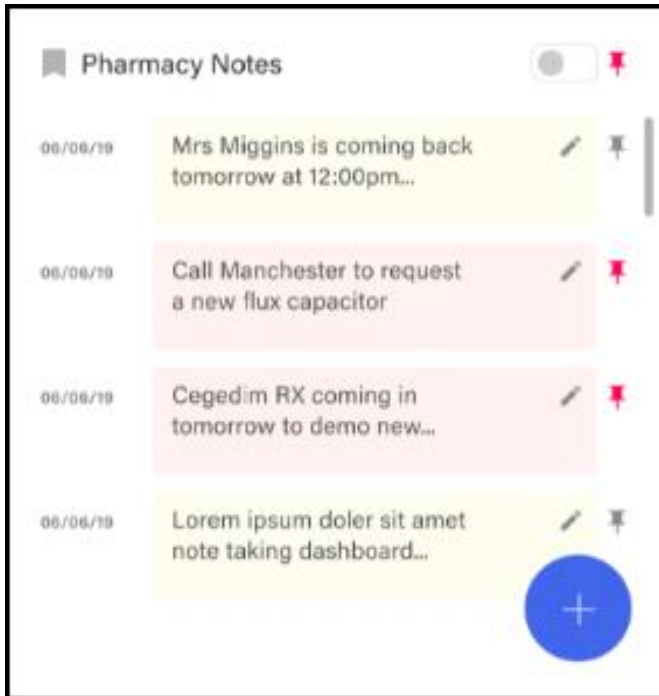 Pharmacy Notes
06/06/19
Mrs Miggins is coming back
tomorrow at 12:00pm...
06/06/19
Call Manchester to request
a new flux capacitor
06/06/19
Cegedim RX coming in
tomorrow to demo new...
06/06/19
Lorem ipsum doler sit amet
note taking dashboard...